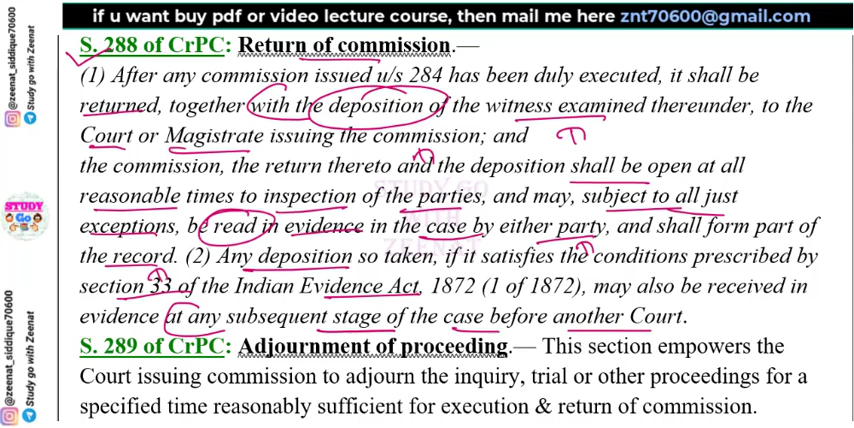 if u want buy pdf or video lecture course, then mail me here znt70600@gmail.com
S. 288 of CrPC: Return of commission.—
(1) After any commission issued u/s 284 has been duly executed, it shall be
returned, together with the deposition of the witness examined thereunder, to the
Court or Magistrate issuing the commission; and
the commission, the return thereto and the deposition shall be open at all
reasonable times to inspection of the parties, and may, subject to all just
exceptions, be read in evidence in the case by either party, and shall form part of
the record. (2) Any deposition so taken, if it satisfies the conditions prescribed by
section 33 of the Indian Evidence Act, 1872 (1 of 1872), may also be received in
evidence at any subsequent stage of the case before another Court.
S. 289 of CrPC: Adjournment of proceeding.— This section empowers the
Court issuing commission to adjourn the inquiry, trial or other proceedings for a
specified time reasonably sufficient for execution & return of commission.
@zeenat_siddique70600
Study go with Zeenat
STUDY
Go
@zeenat_siddique70600
Study go with Zeenat
STUDY GO
WITH
ZEENAT